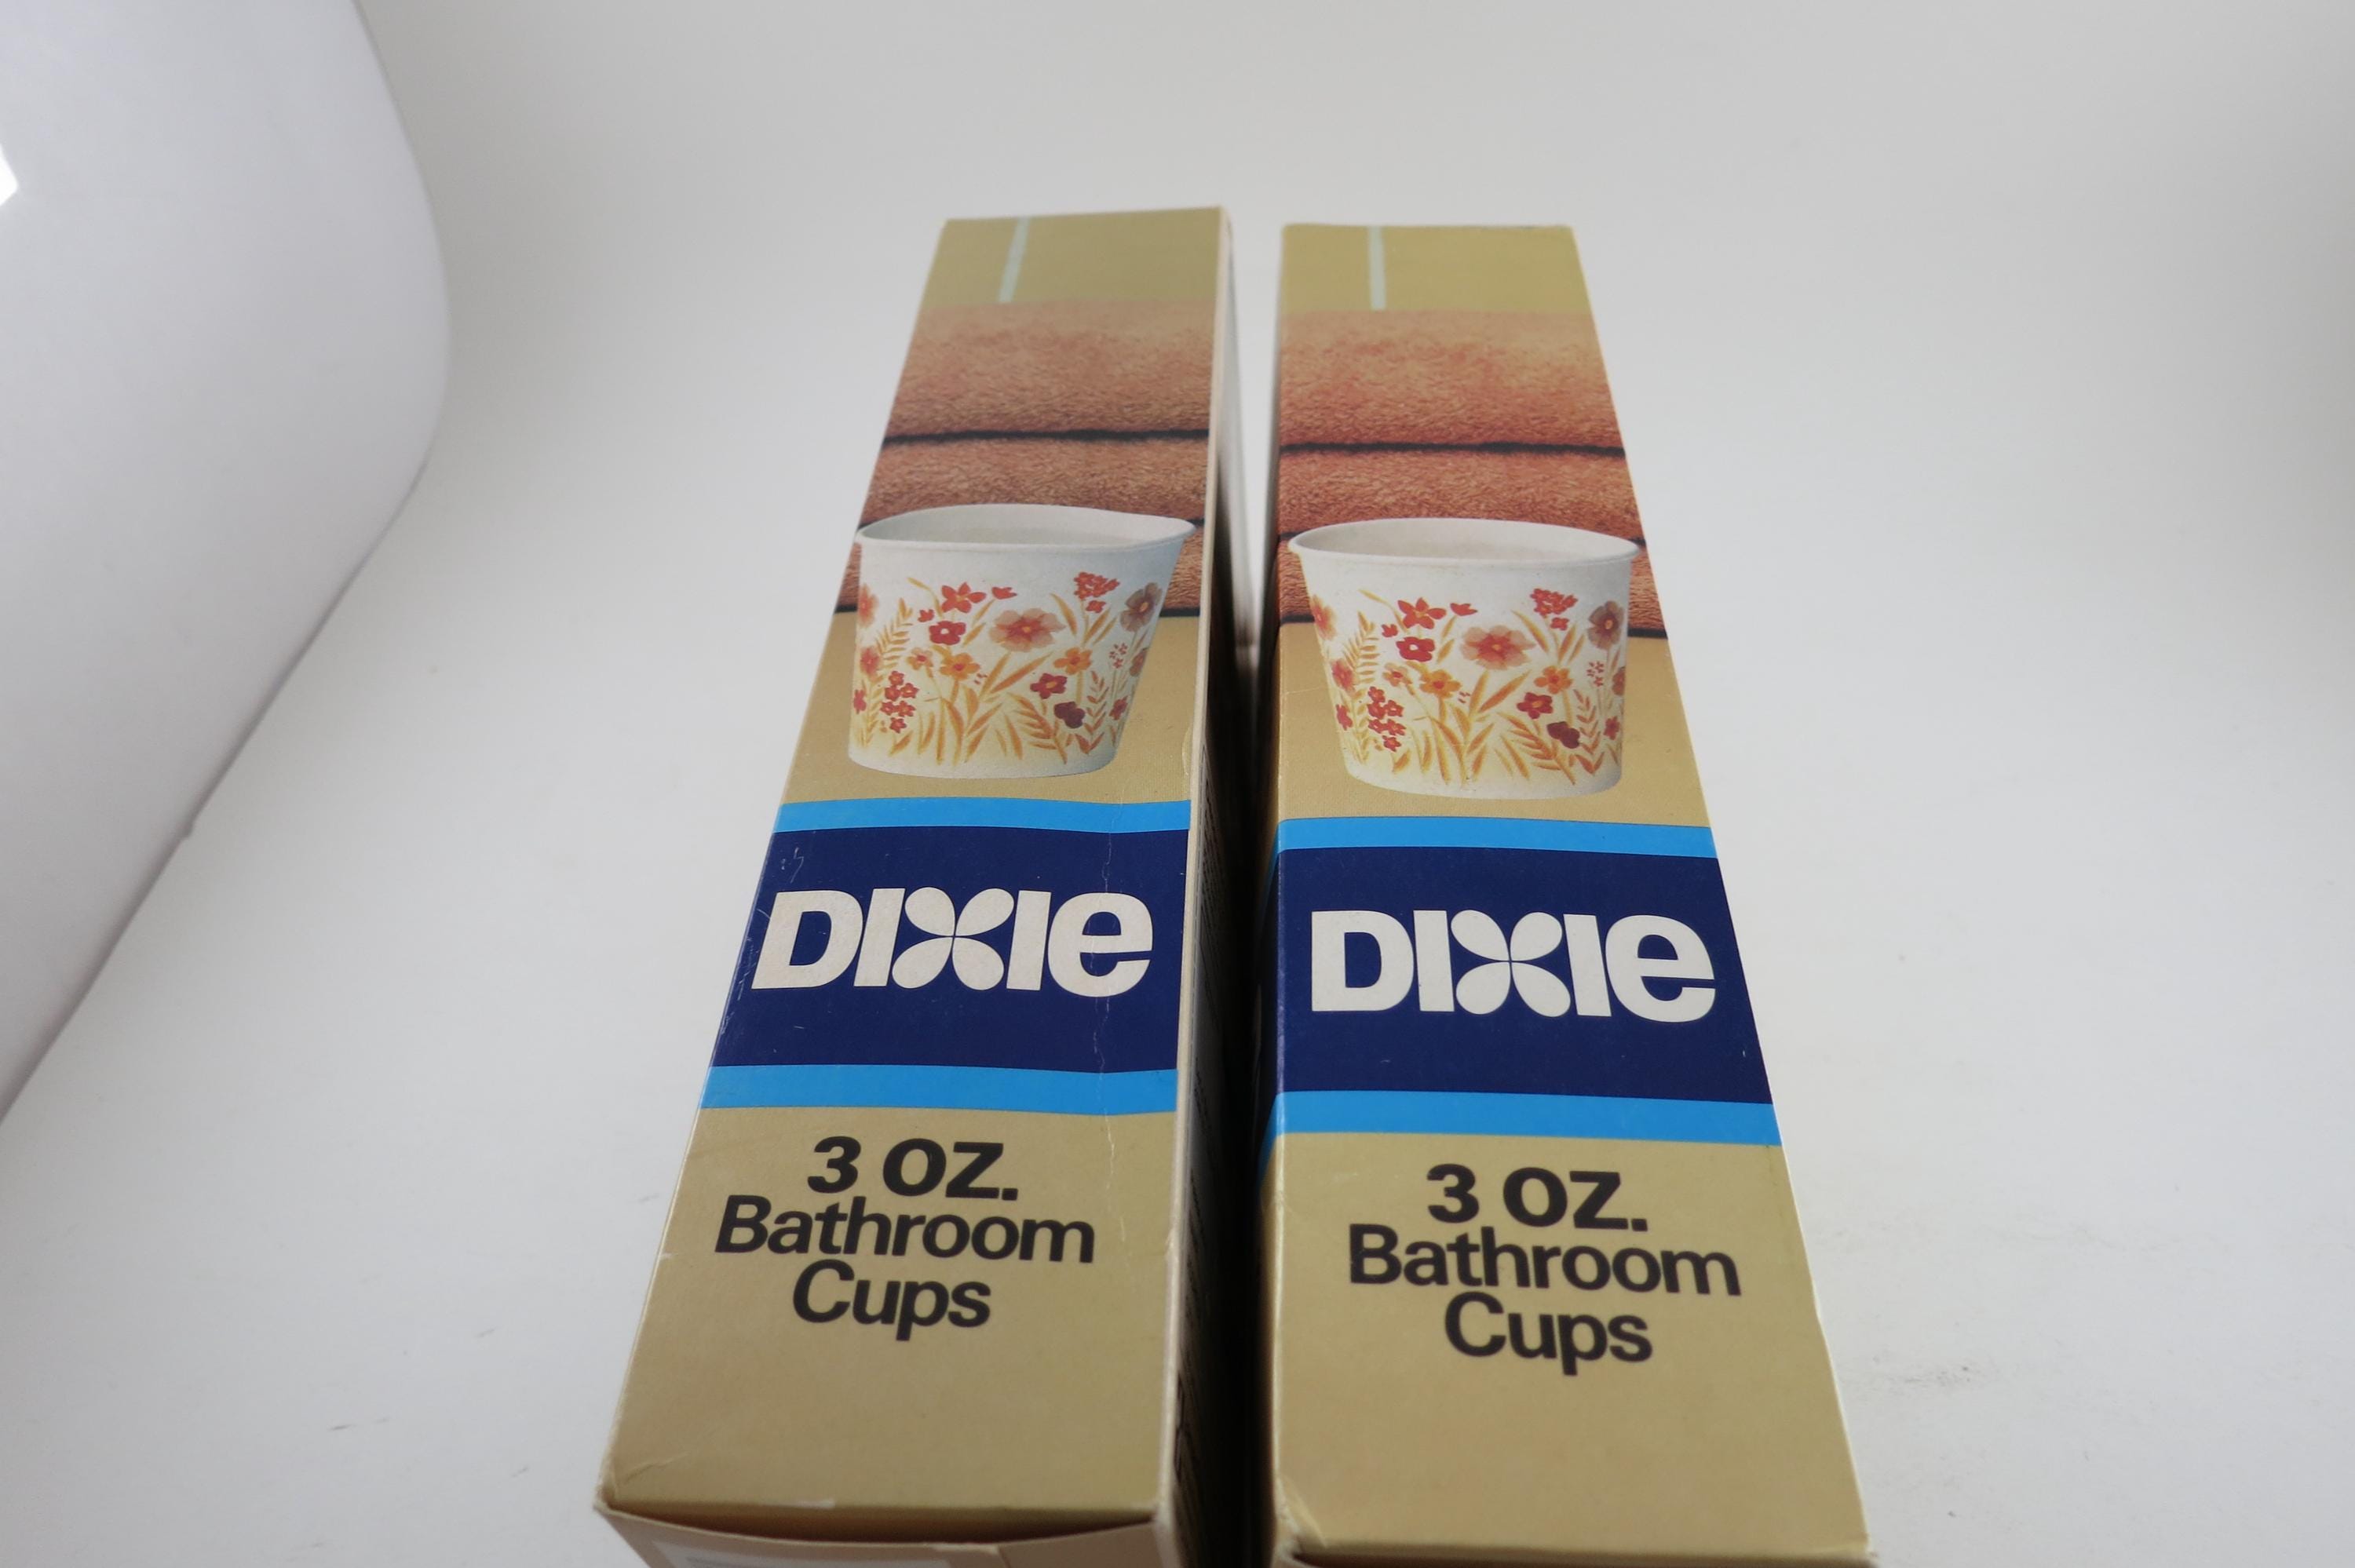 DIXIE
3 OZ.
Bathroom
Cups
DIXIE
3 OZ.
Bathroom
Cups